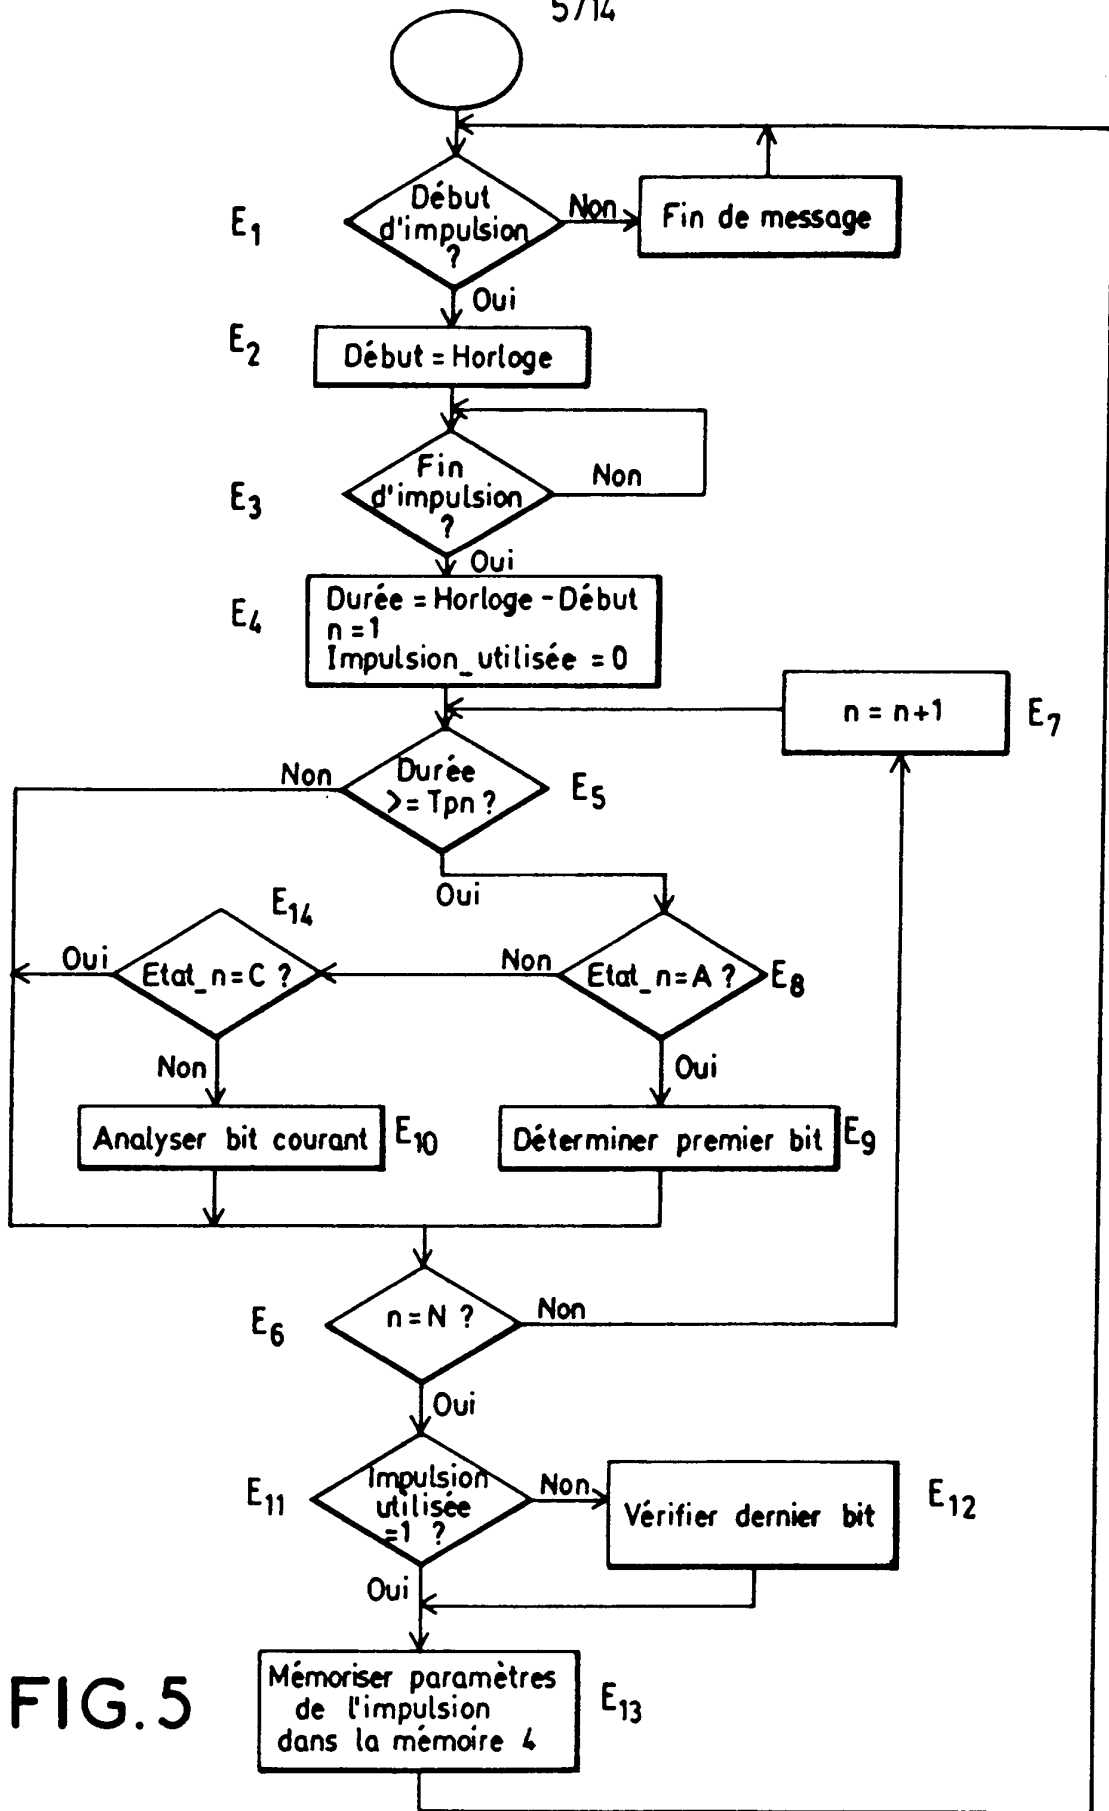 5/14
Début
d'impulsion
?
Non
Fin de message
E1
Oui
E2
Début = Horloge
Fin
d'impulsion
?
Non
E3
Oui
E4
Durée = Horloge - Début
n = 1
Impulsion_utilisée = 0
n = n+1
E7
Non
Durée
>= Tpn ?
E5
Oui
E14
Oui
Etat_n = C ?
Non
Etat_n = A ?
E8
Non
Oui
Analyser bit courant
E10
Déterminer premier bit
E9
E6
n = N ?
Non
Oui
E11
Impulsion
utilisée
=1 ?
Non
Vérifier dernier bit
E12
Oui
FIG.5
Mémoriser paramètres
de l'impulsion
dans la mémoire 4
E13